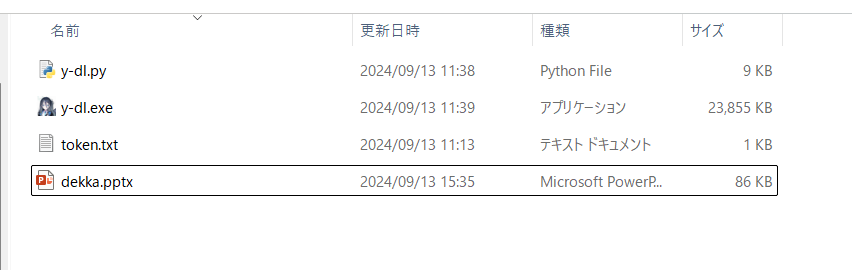 名前 更新日時 種類 サイズ
y-dl.py 2024/09/13 11:38 Python File 9 KB
y-dl.exe 2024/09/13 11:39 アプリケーション 23,855 KB
token.txt 2024/09/13 11:13 テキスト ドキュメント 1 KB
dekka.pptx 2024/09/13 15:35 Microsoft PowerP... 86 KB